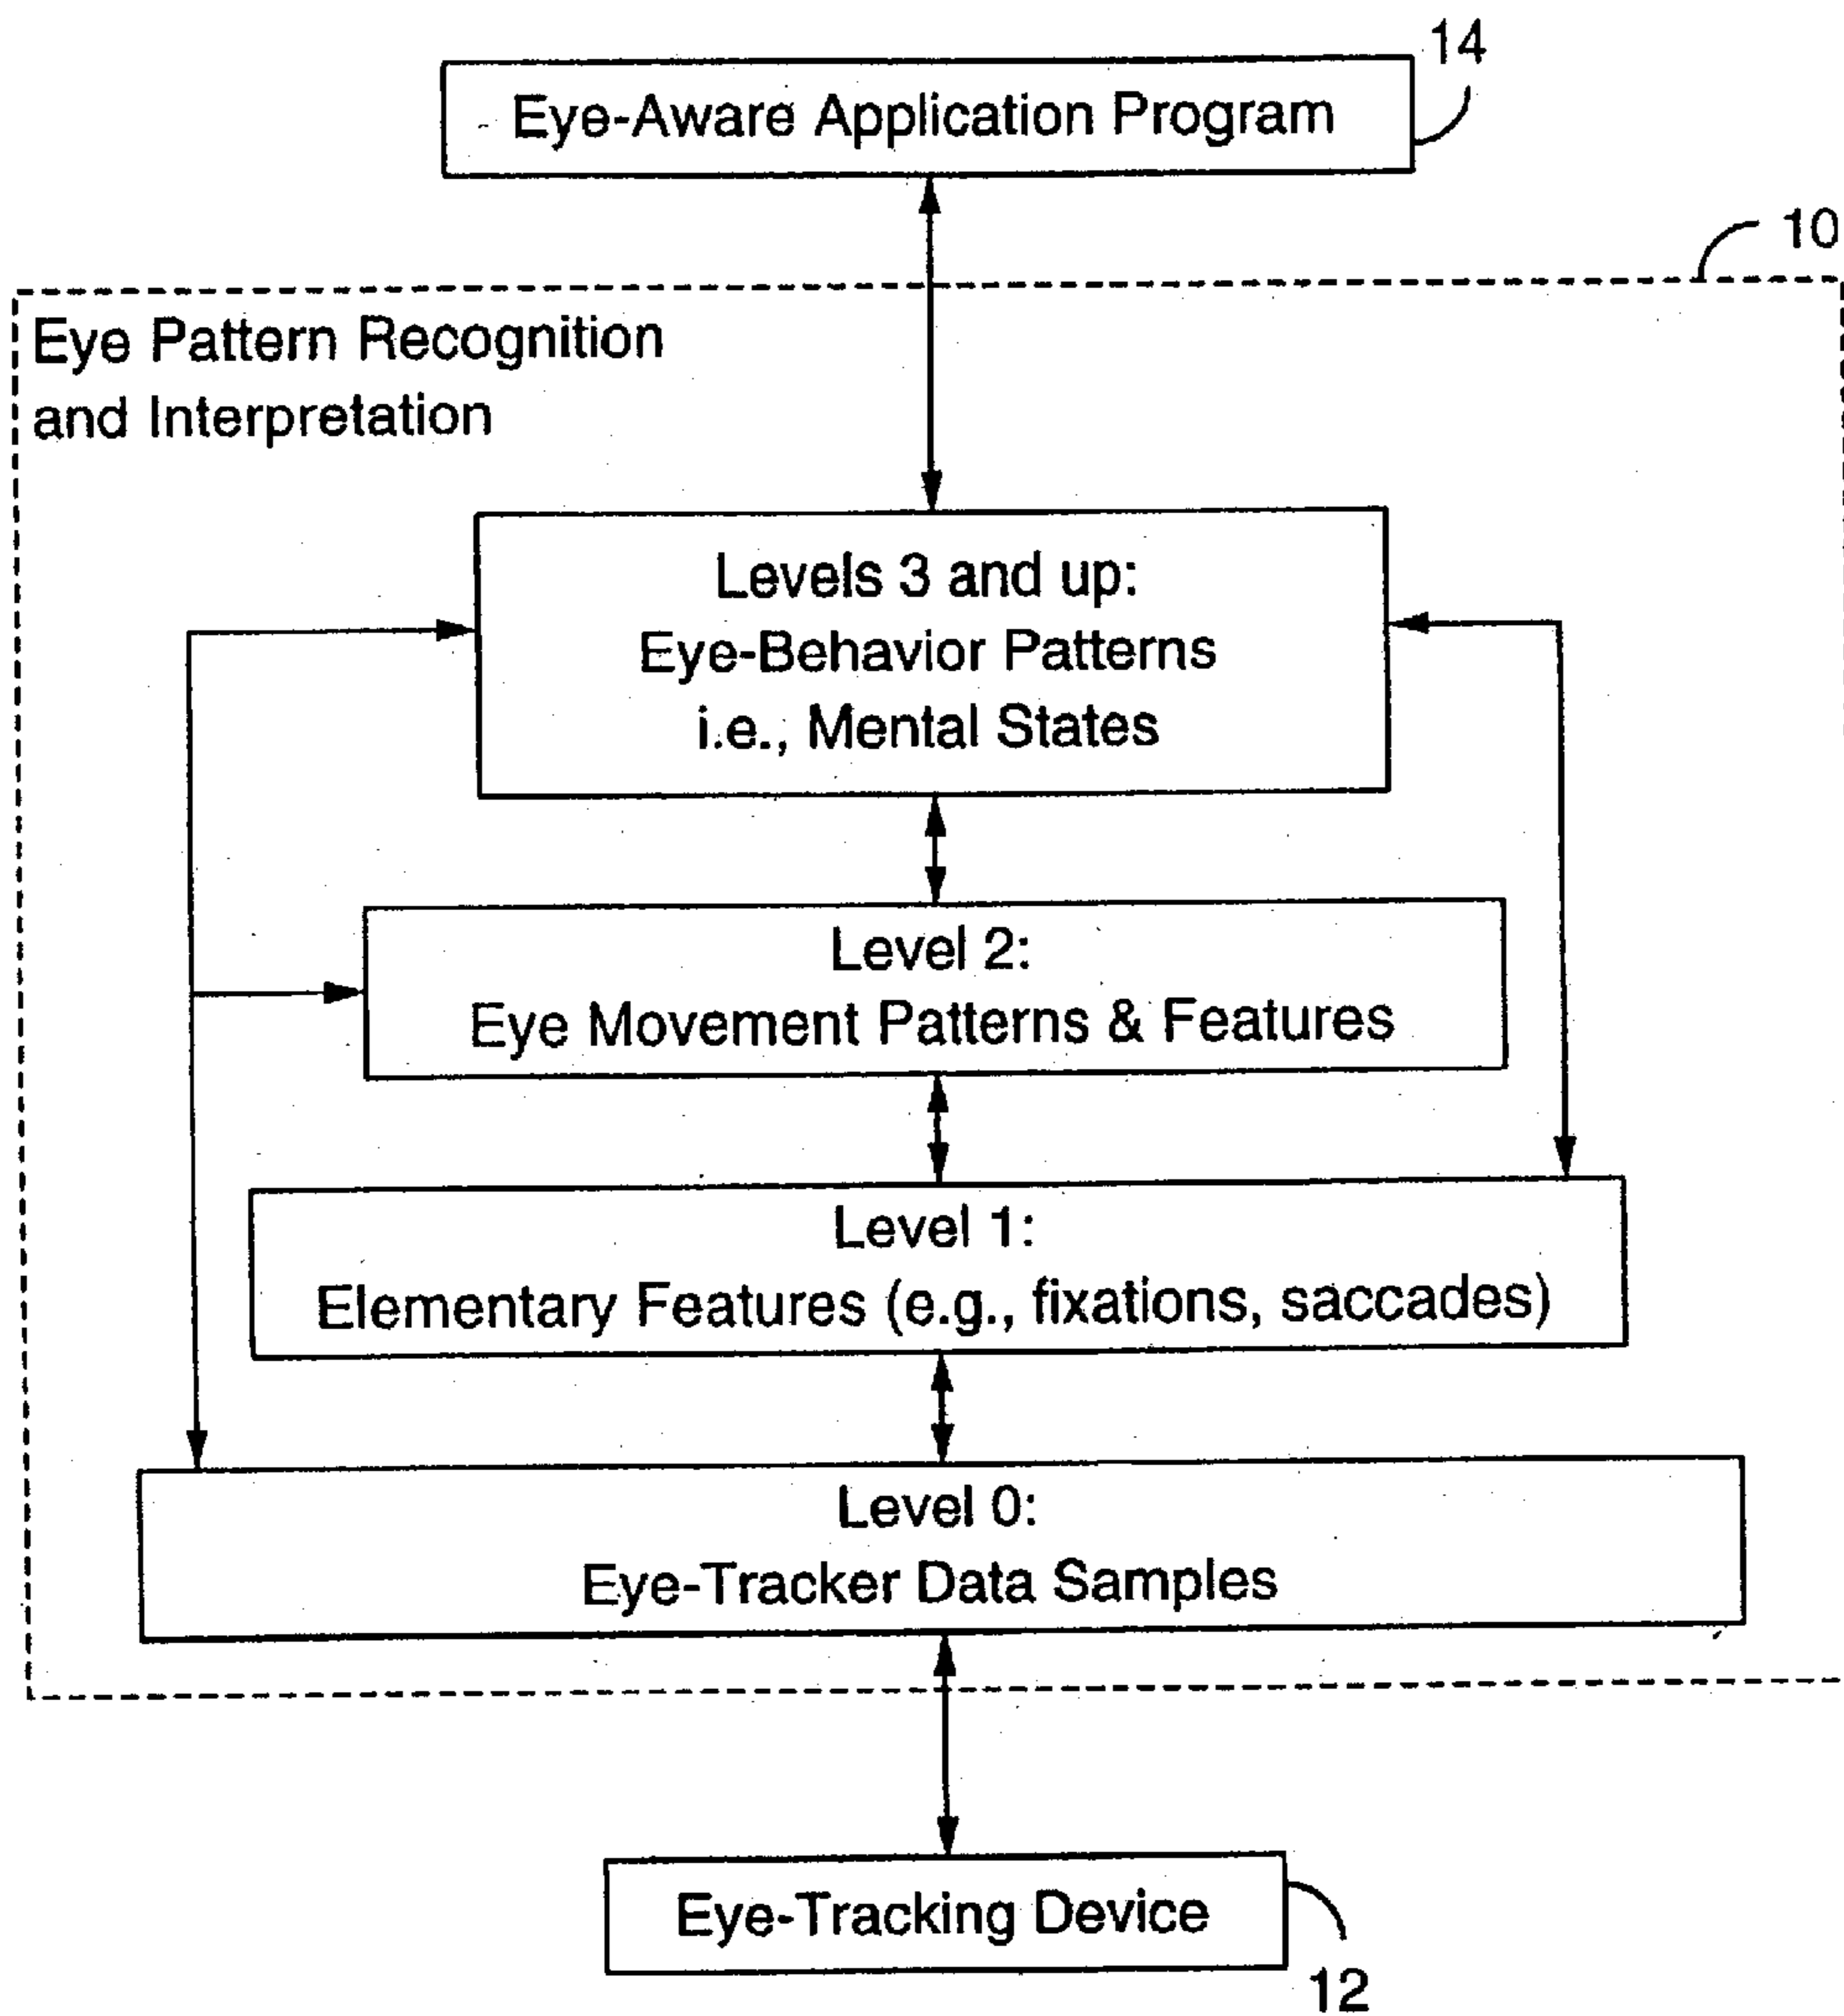 14
Eye-Aware Application Program
10
Eye Pattern Recognition
and Interpretation
Levels 3 and up:
Eye-Behavior Patterns
i.e., Mental States
Level 2:
Eye Movement Patterns & Features
Level 1:
Elementary Features (e.g., fixations, saccades)
Level 0:
Eye-Tracker Data Samples
Eye-Tracking Device
12